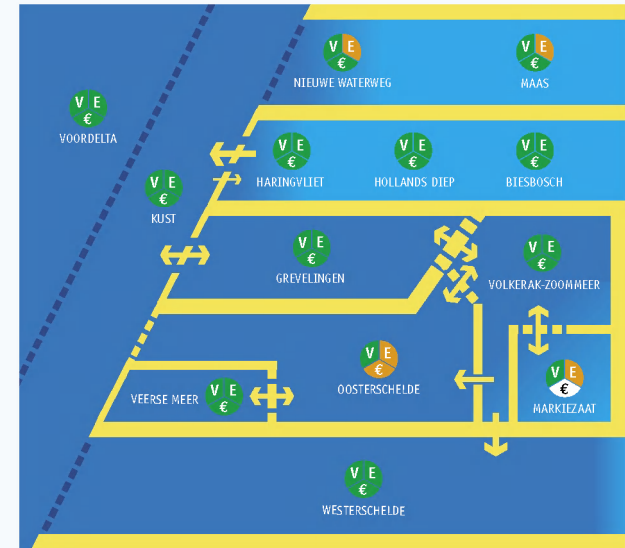 V E
€
NIEUWE WATERWEG
V E
€
MAAS
V E
€
VOORDELTA
V E
€
HARINGVLIET
V E
€
HOLLANDS DIEP
V E
€
BIESBOSCH
V E
€
KUST
V E
€
GREVELINGEN
V E
€
VOLKERAK-ZOOMMEER
V E
€
OOSTERSCHELDE
V E
€
MARKIEZAAT
VEERSE MEER
V E
€
V E
€
WESTERSCHELDE